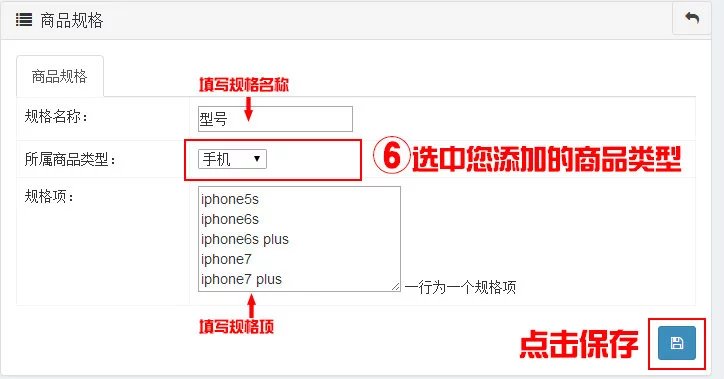 商品规格
商品规格
填写规格名称
规格名称：
型号
所属商品类型：
手机
⑥选中您添加的商品类型
规格项：
iphone5s
iphone6s
iphone6s plus
iphone7
iphone7 plus
一行为一个规格项
填写规格项
点击保存